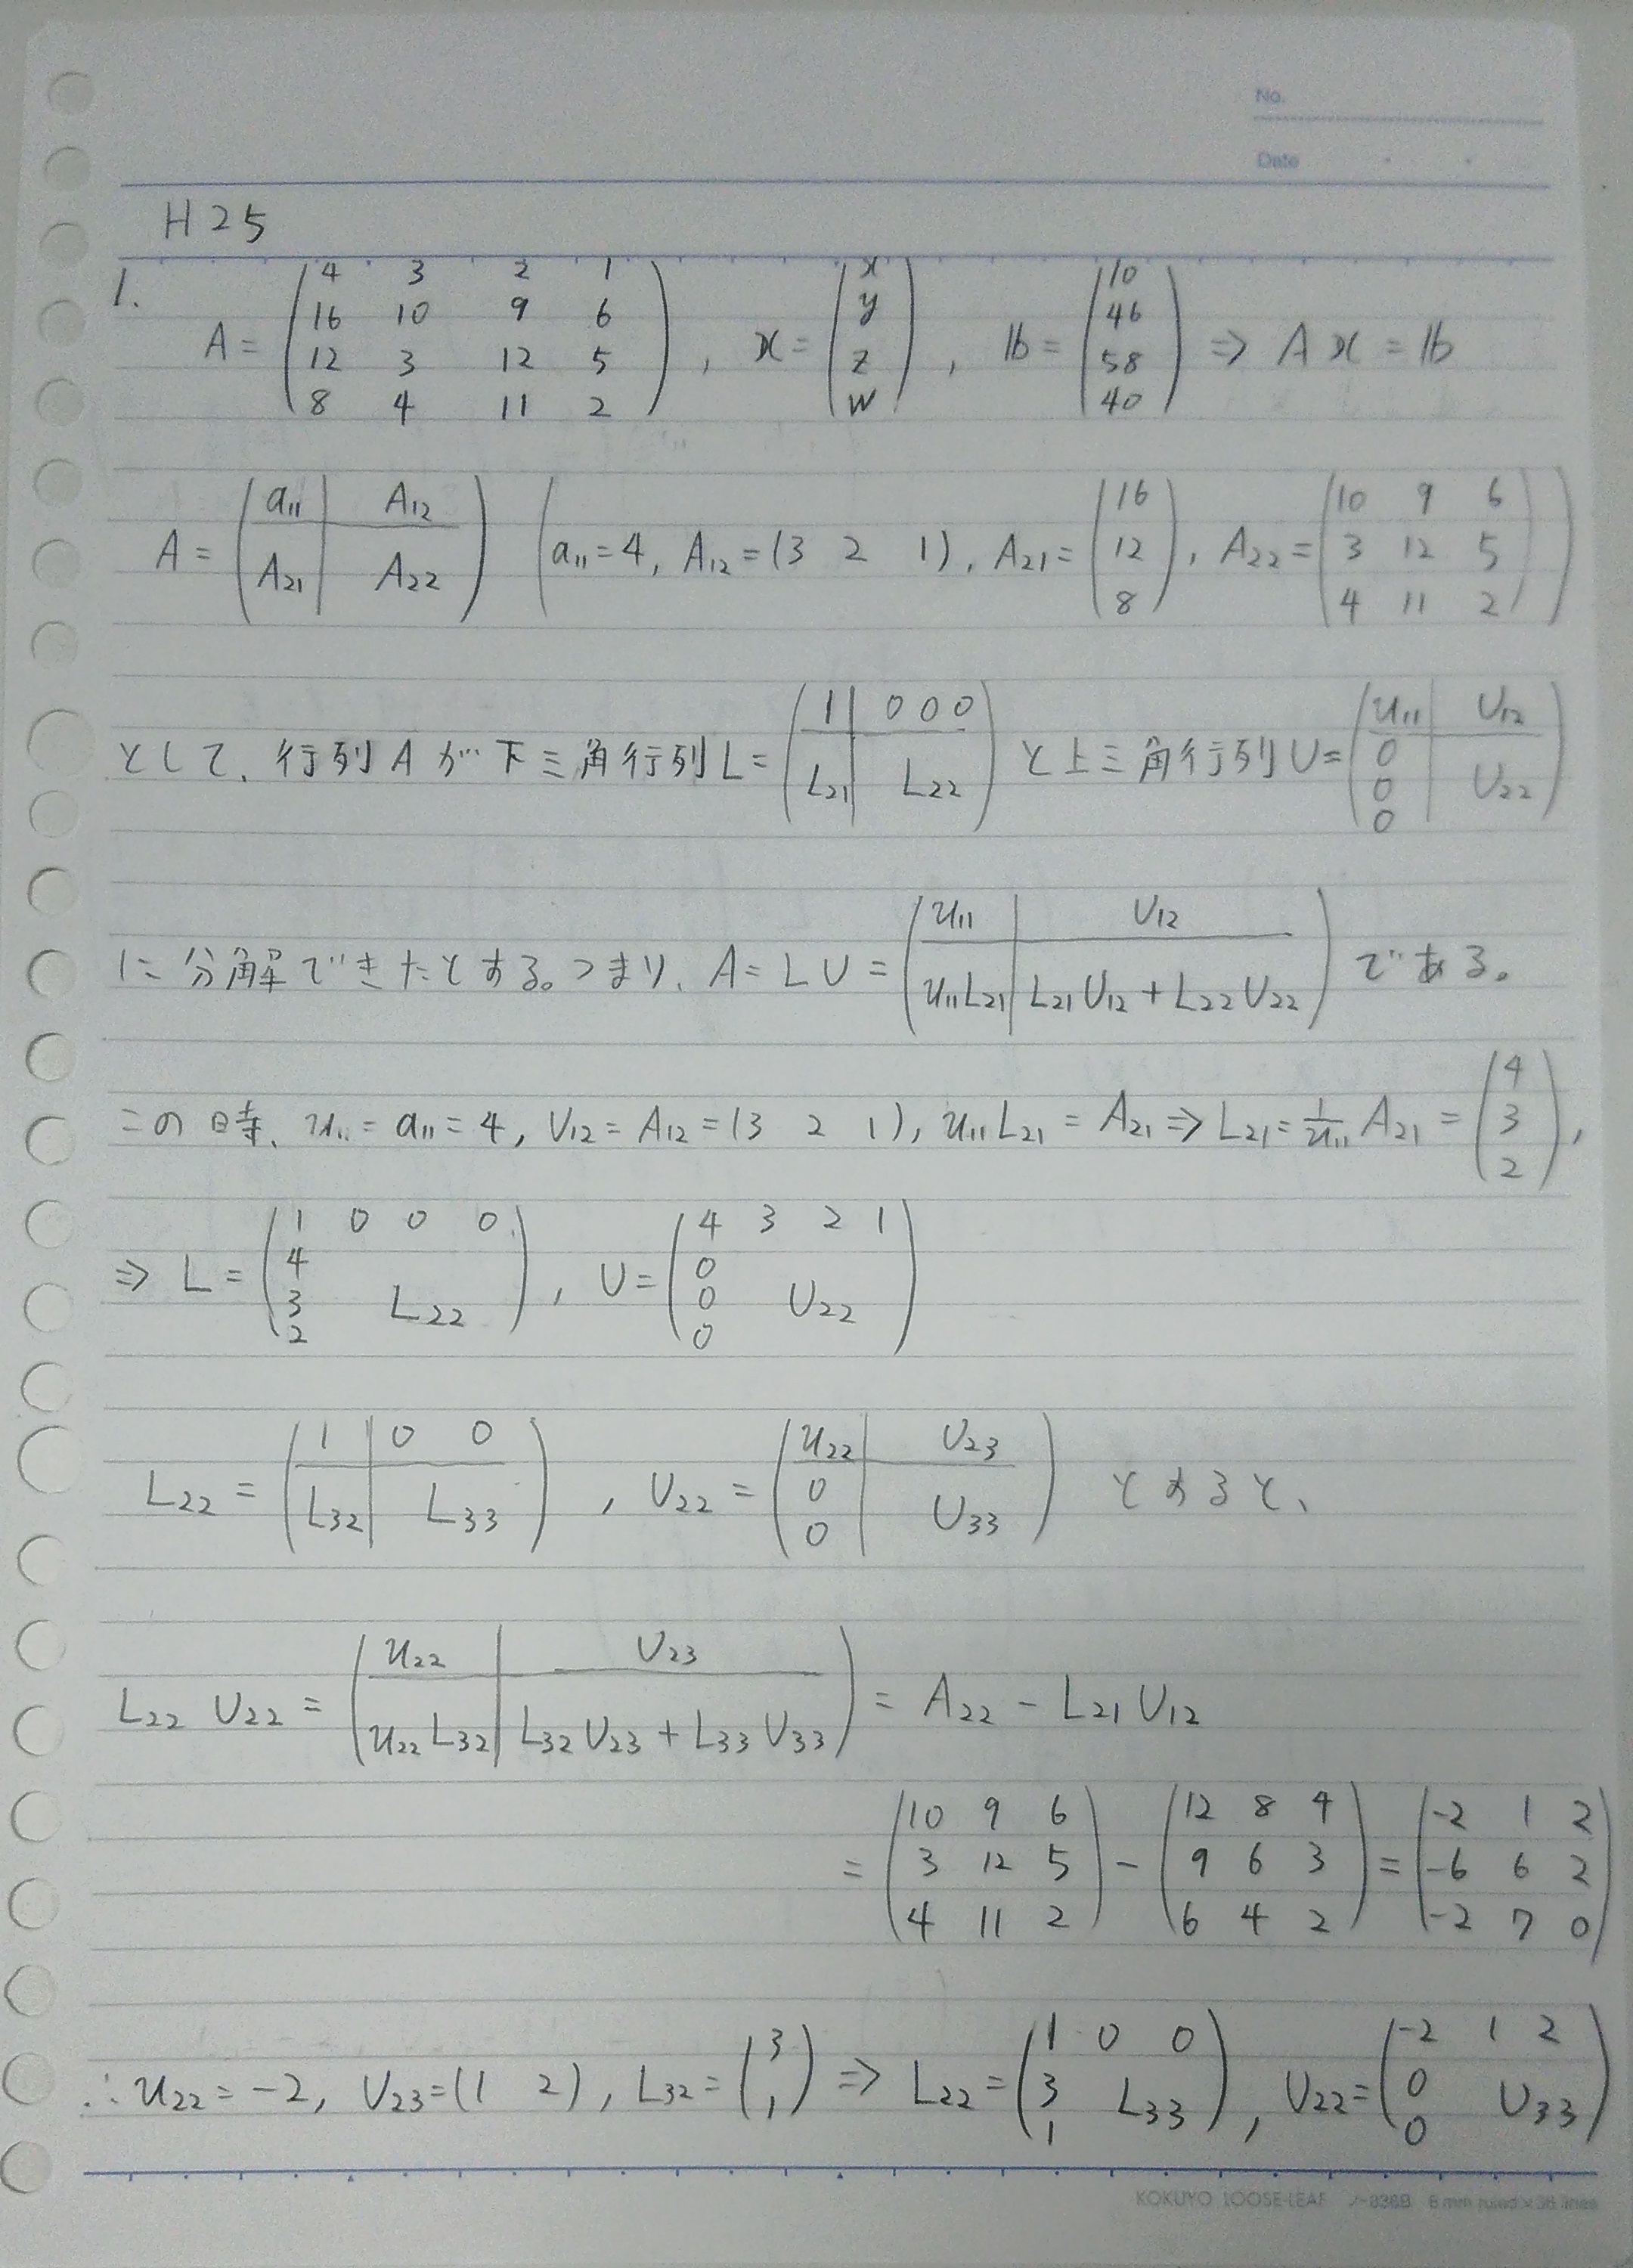 No.
Date
H25
1. A = \begin{pmatrix} 4 & 3 & 2 & 1 \\ 16 & 10 & 9 & 6 \\ 12 & 3 & 12 & 5 \\ 8 & 4 & 11 & 2 \end{pmatrix}, x = \begin{pmatrix} x \\ y \\ z \\ w \end{pmatrix}, b = \begin{pmatrix} 10 \\ 46 \\ 58 \\ 40 \end{pmatrix} ⇒ A x = b
A = \left(\begin{array}{c|c} a_{11} & A_{12} \\ \hline A_{21} & A_{22} \end{array}\right) \left( a_{11} = 4, A_{12} = (3 2 1), A_{21} = \begin{pmatrix} 16 \\ 12 \\ 8 \end{pmatrix}, A_{22} = \begin{pmatrix} 10 & 9 & 6 \\ 3 & 12 & 5 \\ 4 & 11 & 2 \end{pmatrix} \right)
として、行列Aが下三角行列L = \left(\begin{array}{c|c} 1 & 0 0 0 \\ \hline L_{21} & L_{22} \end{array}\right) と上三角行列U = \left(\begin{array}{c|c} u_{11} & U_{12} \\ \hline 0 & \\ 0 & U_{22} \\ 0 & \end{array}\right)
に分解できたとする。つまり、A = LU = \left(\begin{array}{c|c} u_{11} & U_{12} \\ \hline u_{11}L_{21} & L_{21}U_{12} + L_{22}U_{22} \end{array}\right) である。
この時、u_{11} = a_{11} = 4, U_{12} = A_{12} = (3 2 1), u_{11}L_{21} = A_{21} ⇒ L_{21} = \frac{1}{u_{11}} A_{21} = \begin{pmatrix} 4 \\ 3 \\ 2 \end{pmatrix},
⇒ L = \begin{pmatrix} 1 & 0 & 0 & 0 \\ 4 & & & \\ 3 & & L_{22} & \\ 2 & & & \end{pmatrix}, U = \begin{pmatrix} 4 & 3 & 2 & 1 \\ 0 & & & \\ 0 & & U_{22} & \\ 0 & & & \end{pmatrix}
L_{22} = \left(\begin{array}{c|c} 1 & 0 0 \\ \hline L_{32} & L_{33} \end{array}\right), U_{22} = \left(\begin{array}{c|c} u_{22} & U_{23} \\ \hline 0 & \\ 0 & U_{33} \end{array}\right) とすると、
L_{22} U_{22} = \left(\begin{array}{c|c} u_{22} & U_{23} \\ \hline u_{22}L_{32} & L_{32}U_{23} + L_{33}U_{33} \end{array}\right) = A_{22} - L_{21}U_{12}
= \begin{pmatrix} 10 & 9 & 6 \\ 3 & 12 & 5 \\ 4 & 11 & 2 \end{pmatrix} - \begin{pmatrix} 12 & 8 & 4 \\ 9 & 6 & 3 \\ 6 & 4 & 2 \end{pmatrix} = \begin{pmatrix} -2 & 1 & 2 \\ -6 & 6 & 2 \\ -2 & 7 & 0 \end{pmatrix}
∴ u_{22} = -2, U_{23} = (1 2), L_{32} = \begin{pmatrix} 3 \\ 1 \end{pmatrix} ⇒ L_{22} = \begin{pmatrix} 1 & 0 & 0 \\ 3 & L_{33} & \\ 1 & & \end{pmatrix}, U_{22} = \begin{pmatrix} -2 & 1 & 2 \\ 0 & & U_{33} \\ 0 & & \end{pmatrix}
KOKUYO LOOSE-LEAF ノ-836B 6 mm ruled×36 lines